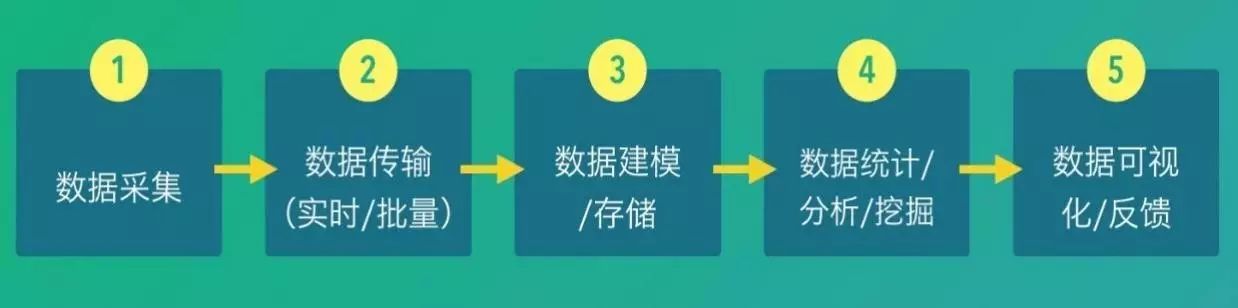 1
数据采集
2
数据传输
（实时/批量）
3
数据建模
/存储
4
数据统计/
分析/挖掘
5
数据可视
化/反馈